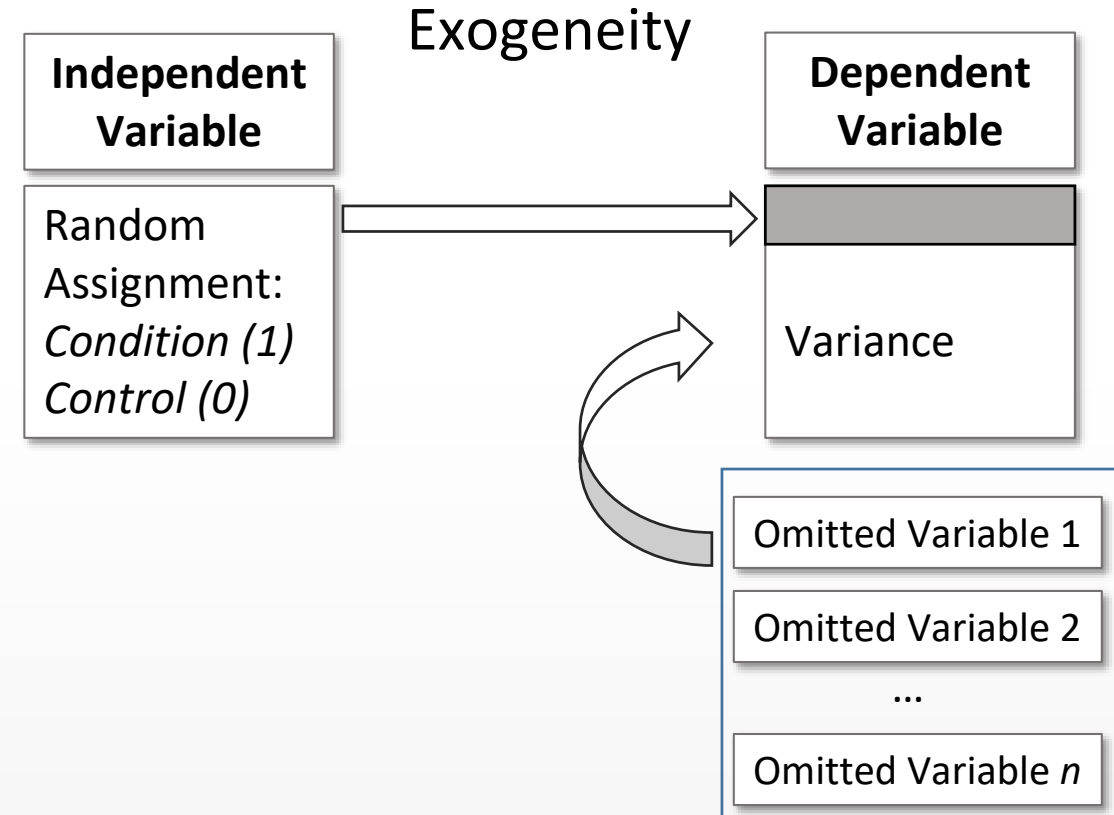 Exogeneity
Independent
Variable
Dependent
Variable
Random
Assignment:
Condition (1)
Control (0)
Variance
Omitted Variable 1
Omitted Variable 2
...
Omitted Variable n